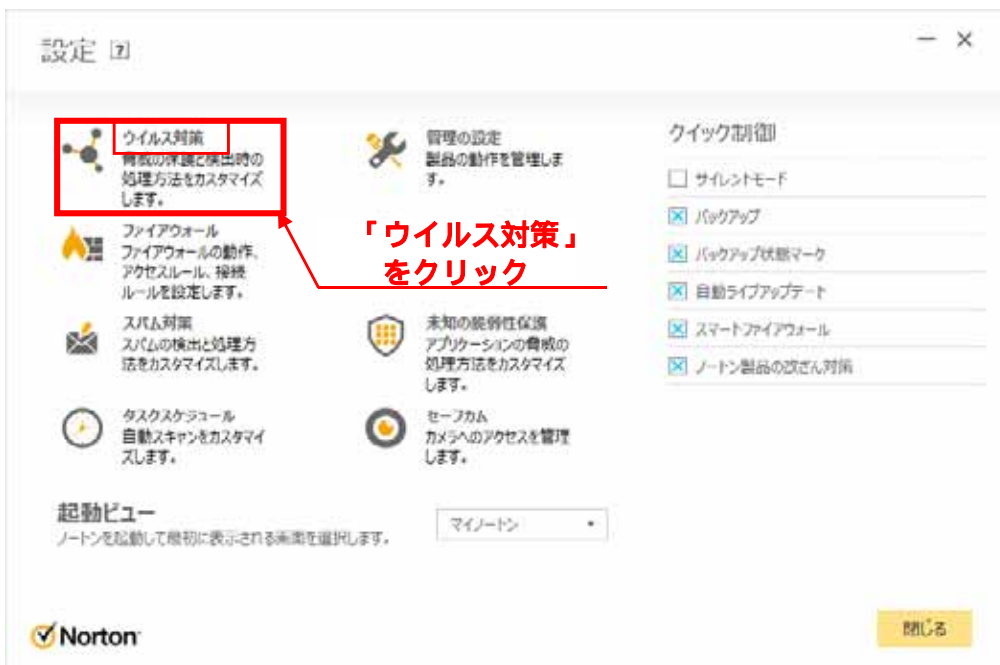 設定 ?
ウイルス対策
脅威の保護と検出時の
処理方法をカスタマイズ
します。
ファイアウォール
ファイアウォールの動作、
アクセスルール、接続
ルールを設定します。
スパム対策
スパムの検出と処理方
法をカスタマイズします。
タスクスケジュール
自動スキャンをカスタマイ
ズします。
管理の設定
製品の動作を管理しま
す。
「ウイルス対策」
をクリック
未知の脆弱性保護
アプリケーションの脅威の
処理方法をカスタマイズ
します。
セーフカム
カメラへのアクセスを管理
します。
クイック制御
サイレントモード
バックアップ
バックアップ状態マーク
自動ライブアップデート
スマートファイアウォール
ノートン製品の改ざん対策
起動ビュー
ノートンを起動して最初に表示される画面を選択します。
マイノートン
Norton
閉じる